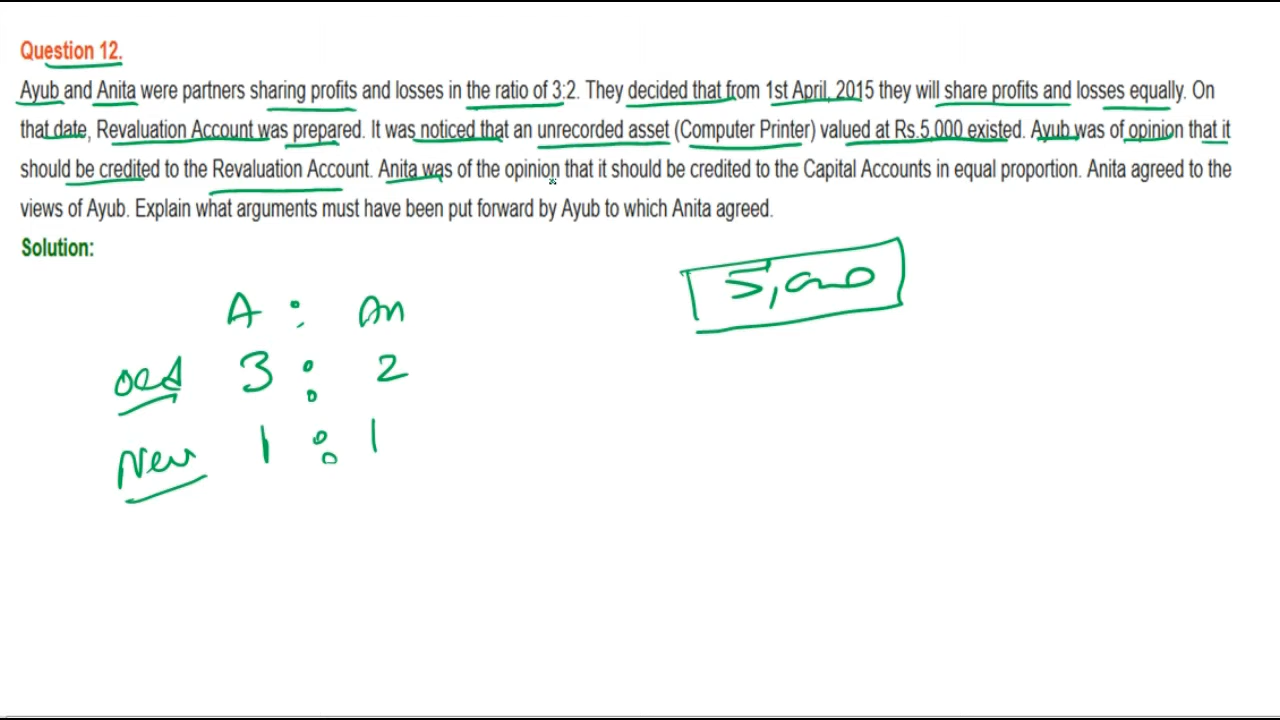 Question 12.
Ayub and Anita were partners sharing profits and losses in the ratio of 3:2. They decided that from 1st April, 2015 they will share profits and losses equally. On
that date, Revaluation Account was prepared. It was noticed that an unrecorded asset (Computer Printer) valued at Rs.5,000 existed. Ayub was of opinion that it
should be credited to the Revaluation Account. Anita was of the opinion that it should be credited to the Capital Accounts in equal proportion. Anita agreed to the
views of Ayub. Explain what arguments must have been put forward by Ayub to which Anita agreed.
Solution:
5,000
A : An
Old 3 : 2
New 1 : 1